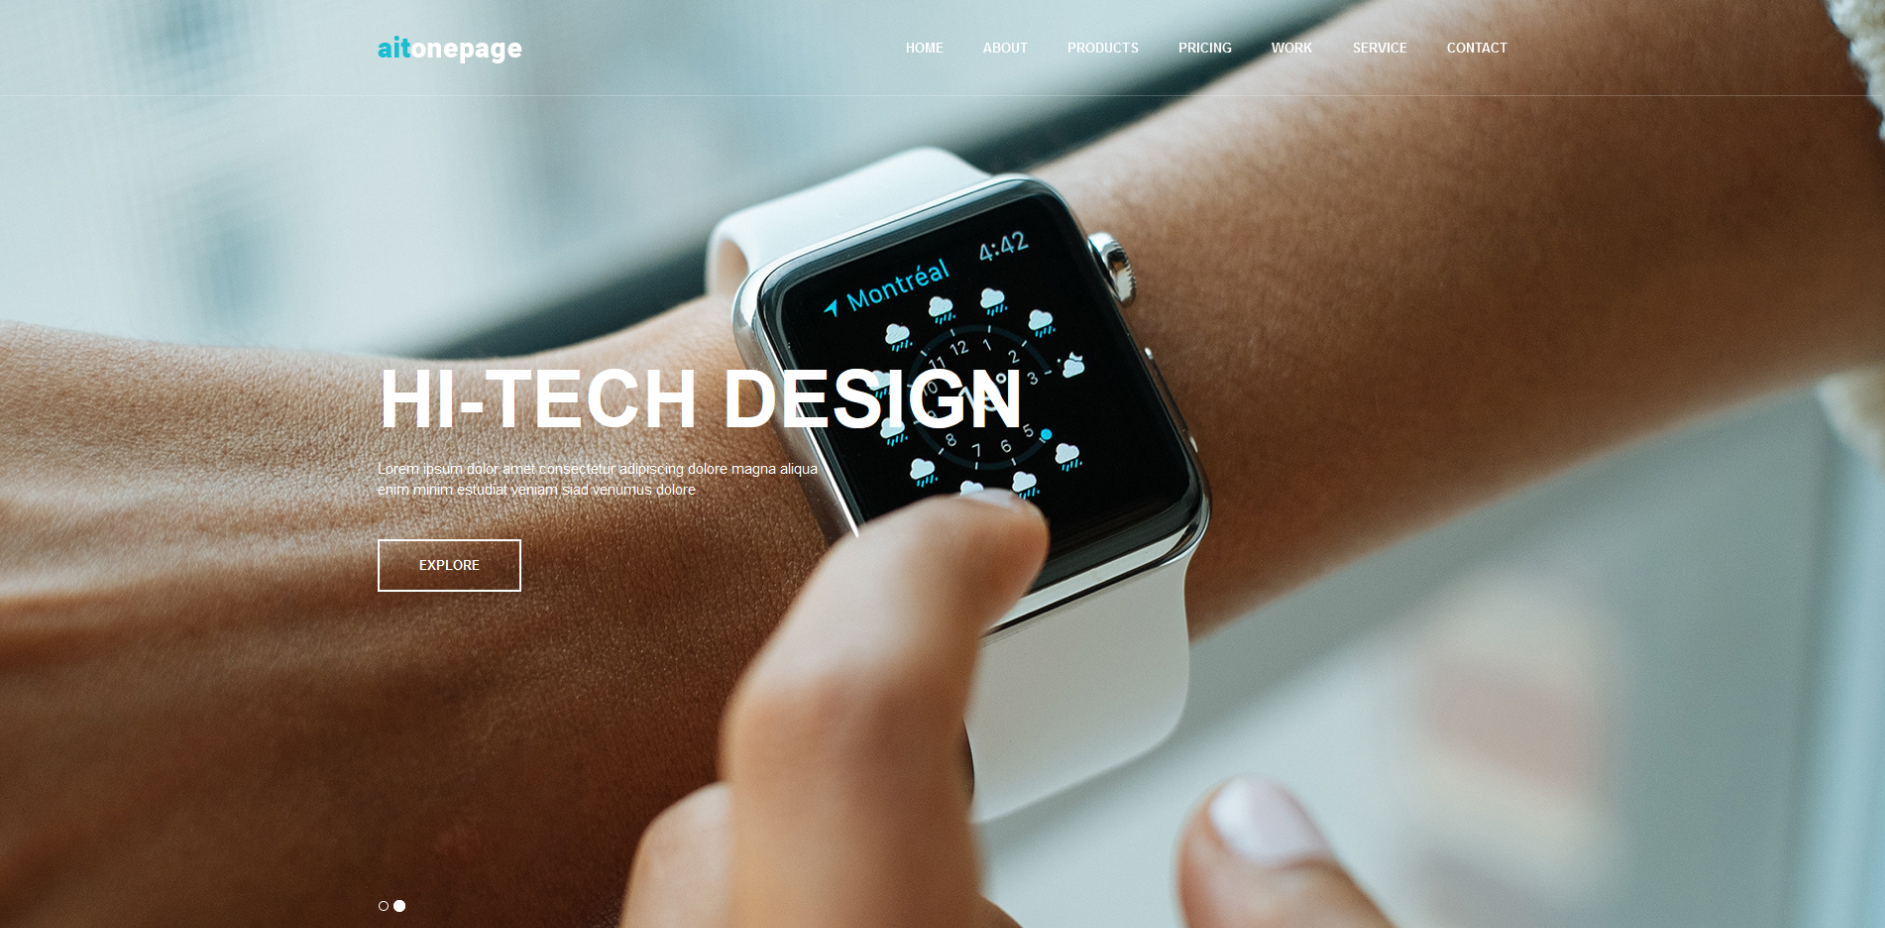 aitonepage
HOME ABOUT PRODUCTS PRICING WORK SERVICE CONTACT
4:42
Montréal
12 1 2 3 5 6 7 8 11 10
HI-TECH DESIGN
Lorem ipsum dolor amet consectetur adipiscing dolore magna aliqua
enim minim estudiat veniam siad venumus dolore
EXPLORE